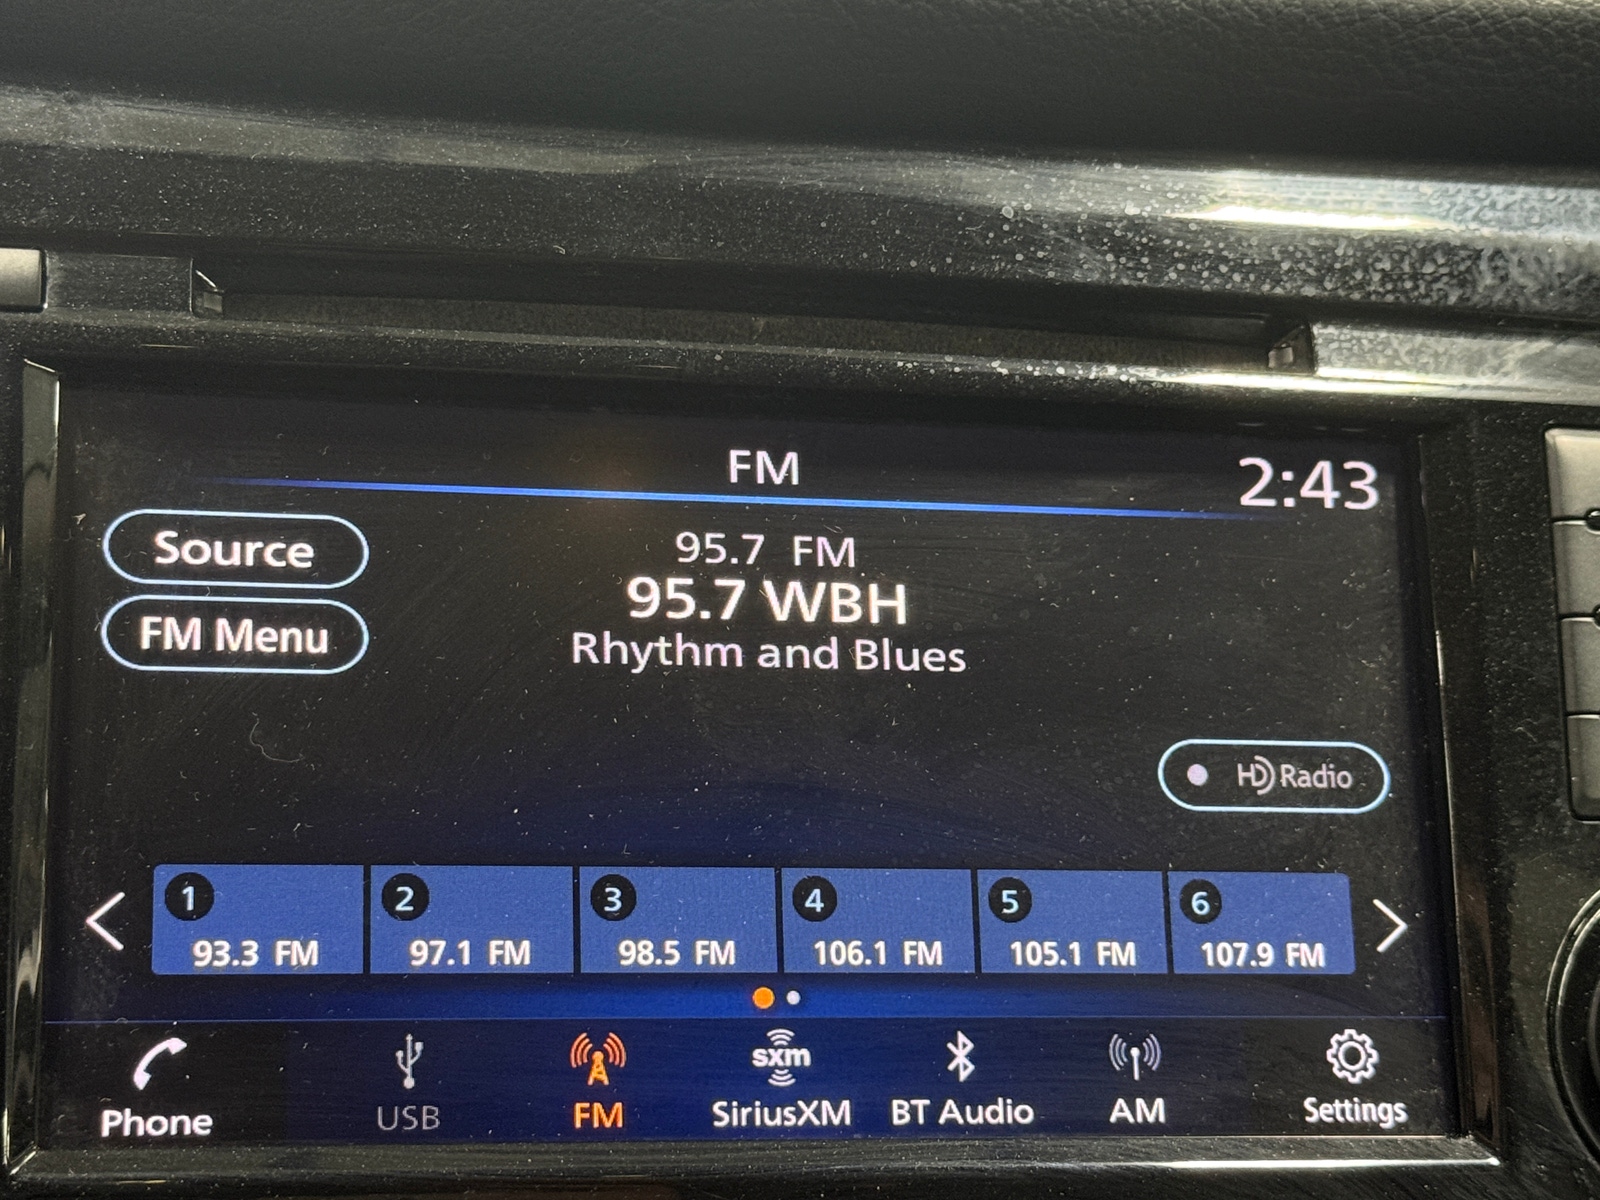 FM
2:43
Source
95.7 FM
95.7 WBH
FM Menu
Rhythm and Blues
HD Radio
1
93.3 FM
2
97.1 FM
3
98.5 FM
4
106.1 FM
5
105.1 FM
6
107.9 FM
Phone
USB
FM
sxm
SiriusXM
BT Audio
AM
Settings